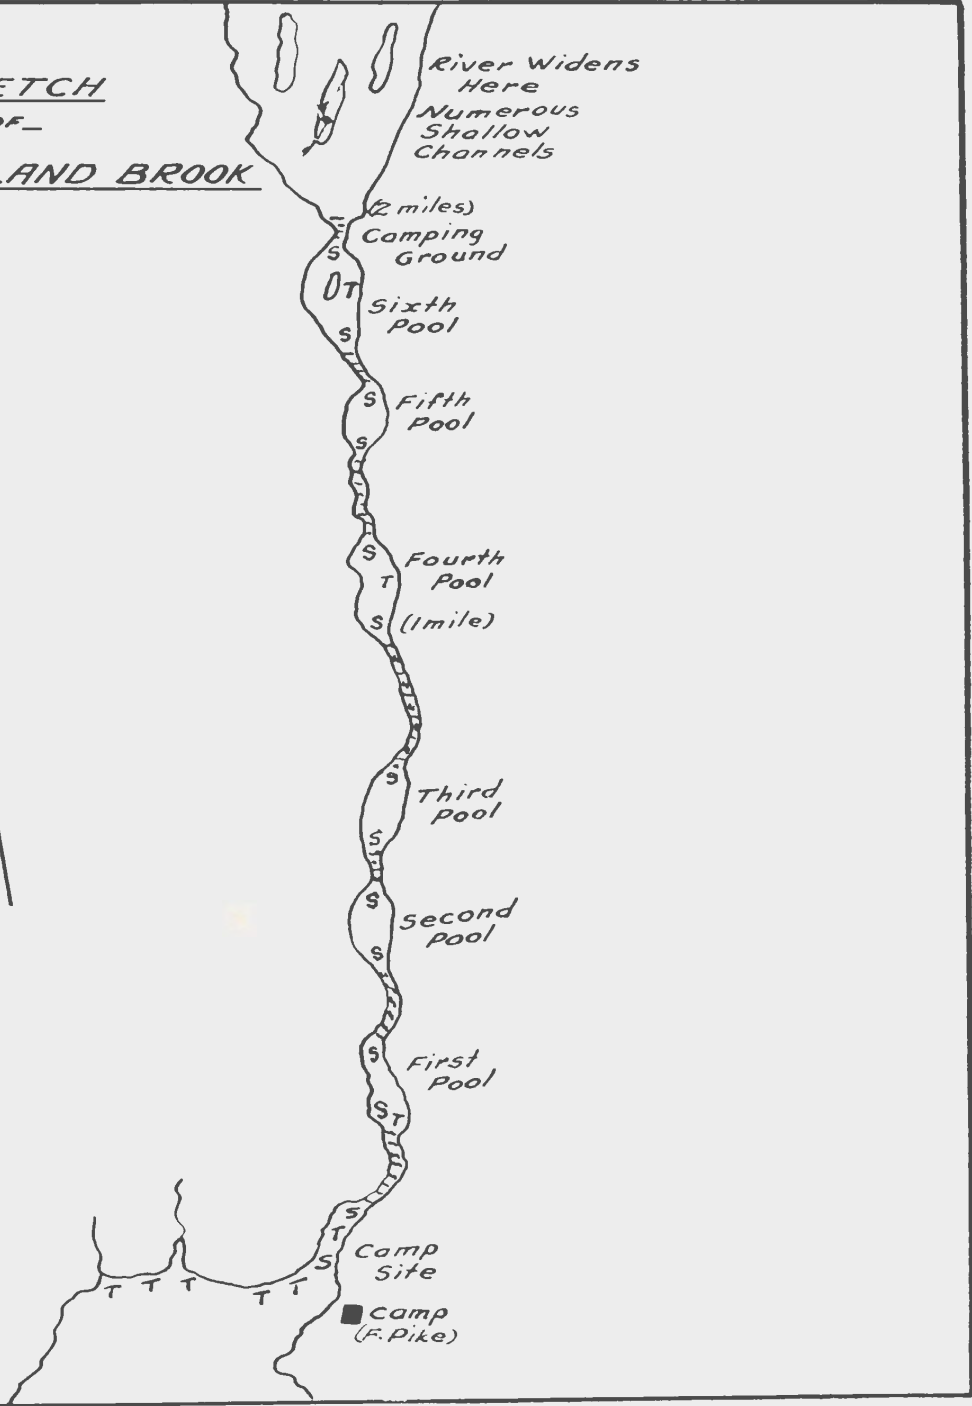 ETCH
OF_
LAND BROOK
River Widens
Here
Numerous
Shallow
Channels
(2 miles)
Camping
Ground
S
T
Sixth
Pool
S
S
Fifth
Pool
S
S
Fourth
T
Pool
S
(1 mile)
S
Third
Pool
S
S
Second
Pool
S
S
First
Pool
S T
S
T
S
Camp
Site
T T T T T
Camp
(F. Pike)